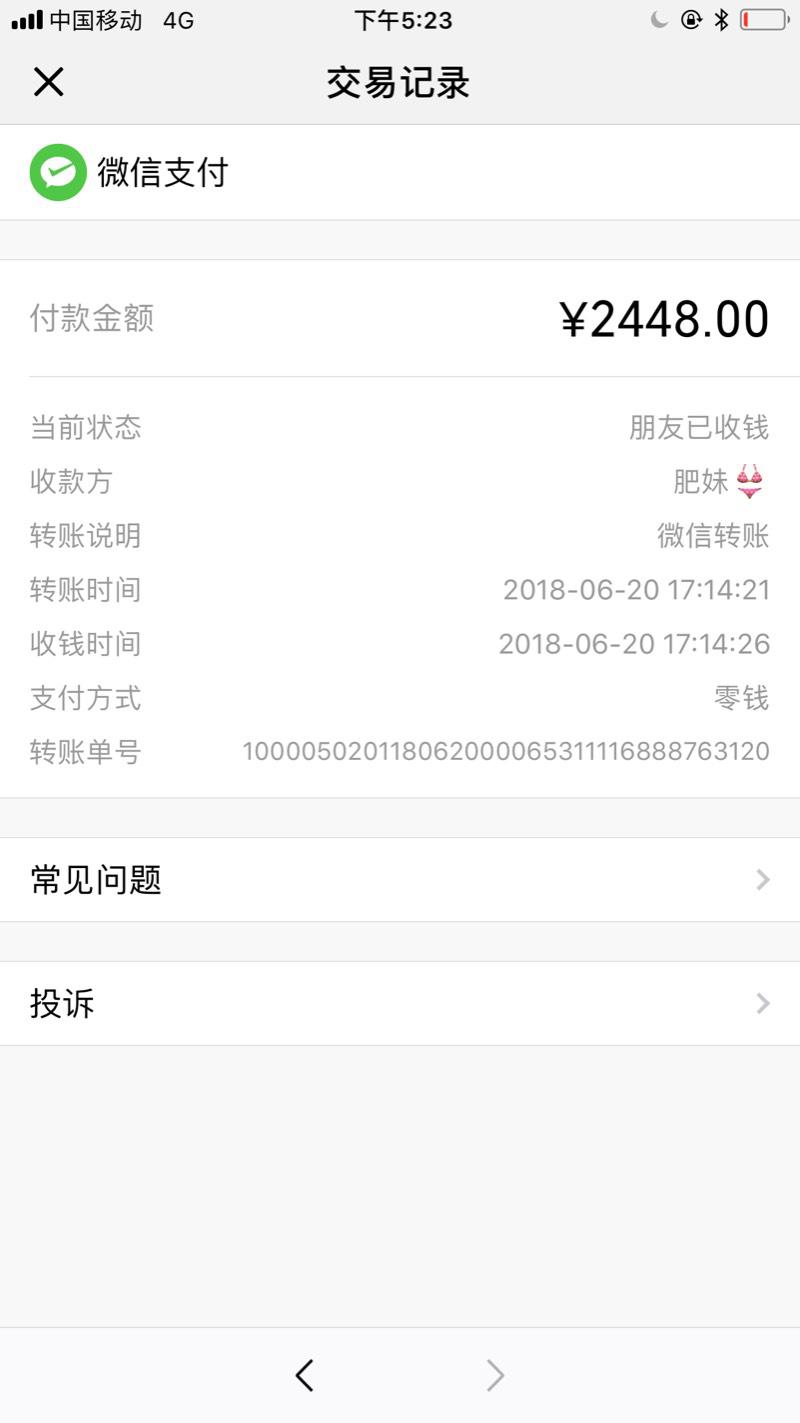 中国移动 4G 下午5:23
交易记录
微信支付
付款金额 ¥2448.00
当前状态 朋友已收钱
收款方 肥妹👙
转账说明 微信转账
转账时间 2018-06-20 17:14:21
收钱时间 2018-06-20 17:14:26
支付方式 零钱
转账单号 1000050201180620000653111116888763120
常见问题
投诉